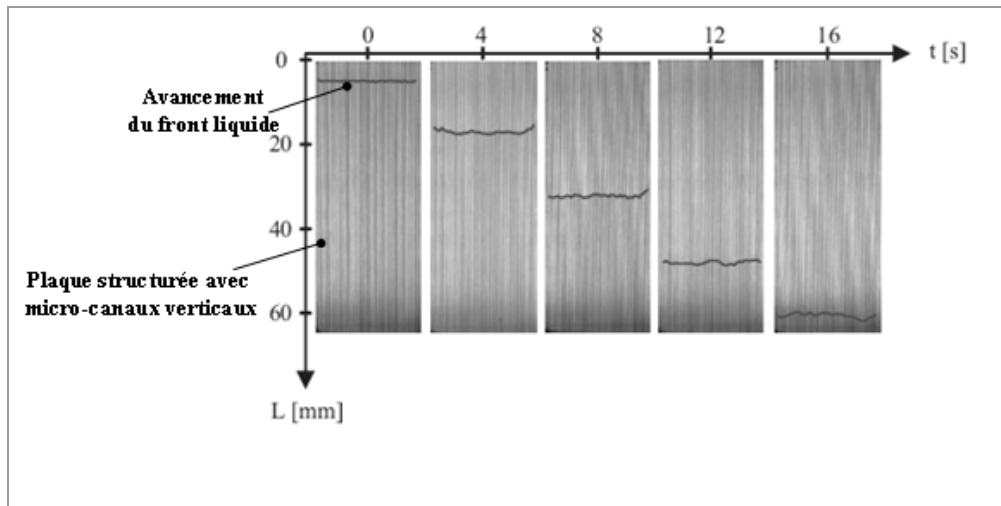 0 4 8 12 16
t [s]
0
Avancement
du front liquide
20
40
Plaque structurée avec
micro-canaux verticaux
60
L [mm]